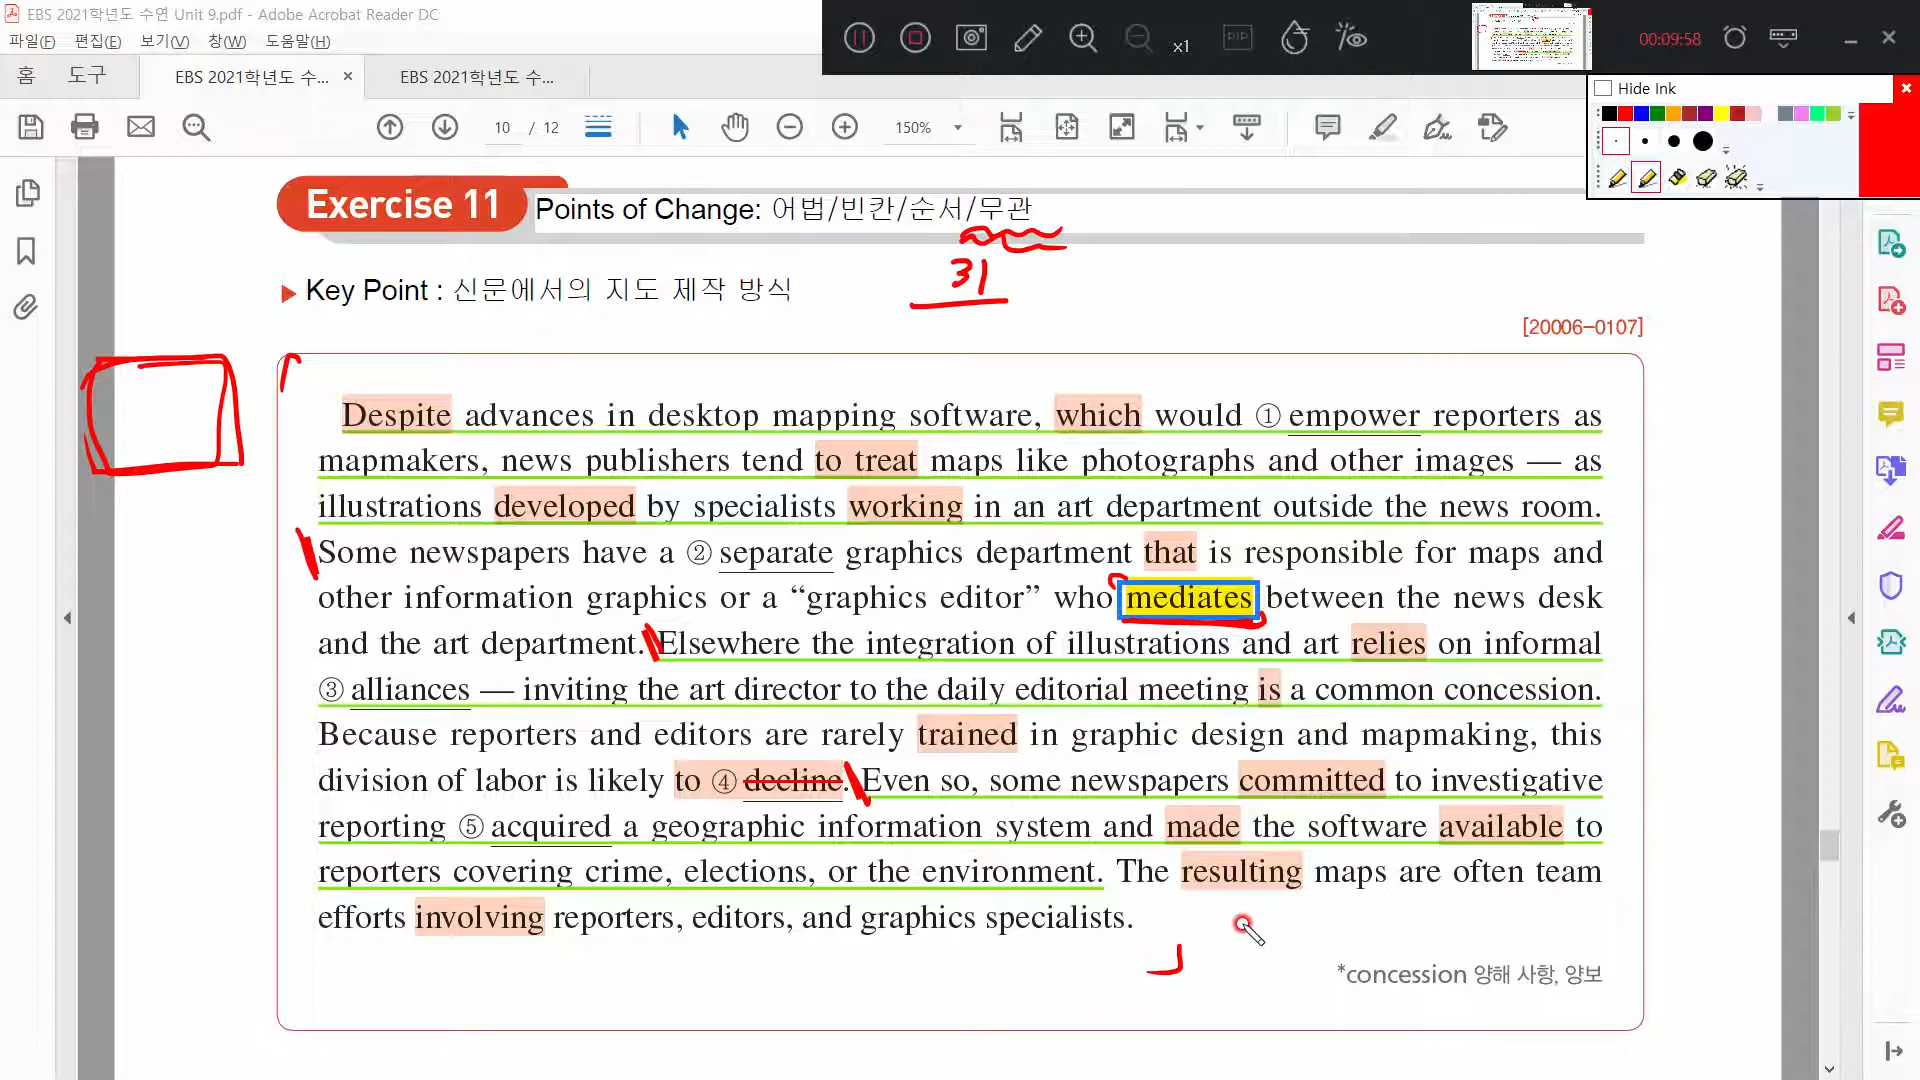 EBS 2021학년도 수연 Unit 9.pdf - Adobe Acrobat Reader DC
파일(F) 편집(E) 보기(V) 창(W) 도움말(H)
x1
00:09:58
홈 도구 EBS 2021학년도 수... EBS 2021학년도 수...
Hide Ink
10 / 12 150%
Exercise 11 Points of Change: 어법/빈칸/순서/무관
31
Key Point : 신문에서의 지도 제작 방식
[20006-0107]
Despite advances in desktop mapping software, which would ① empower reporters as
mapmakers, news publishers tend to treat maps like photographs and other images — as
illustrations developed by specialists working in an art department outside the news room.
Some newspapers have a ② separate graphics department that is responsible for maps and
other information graphics or a “graphics editor” who mediates between the news desk
and the art department. Elsewhere the integration of illustrations and art relies on informal
③ alliances — inviting the art director to the daily editorial meeting is a common concession.
Because reporters and editors are rarely trained in graphic design and mapmaking, this
division of labor is likely to ④ decline. Even so, some newspapers committed to investigative
reporting ⑤ acquired a geographic information system and made the software available to
reporters covering crime, elections, or the environment. The resulting maps are often team
efforts involving reporters, editors, and graphics specialists.
*concession 양해 사항, 양보